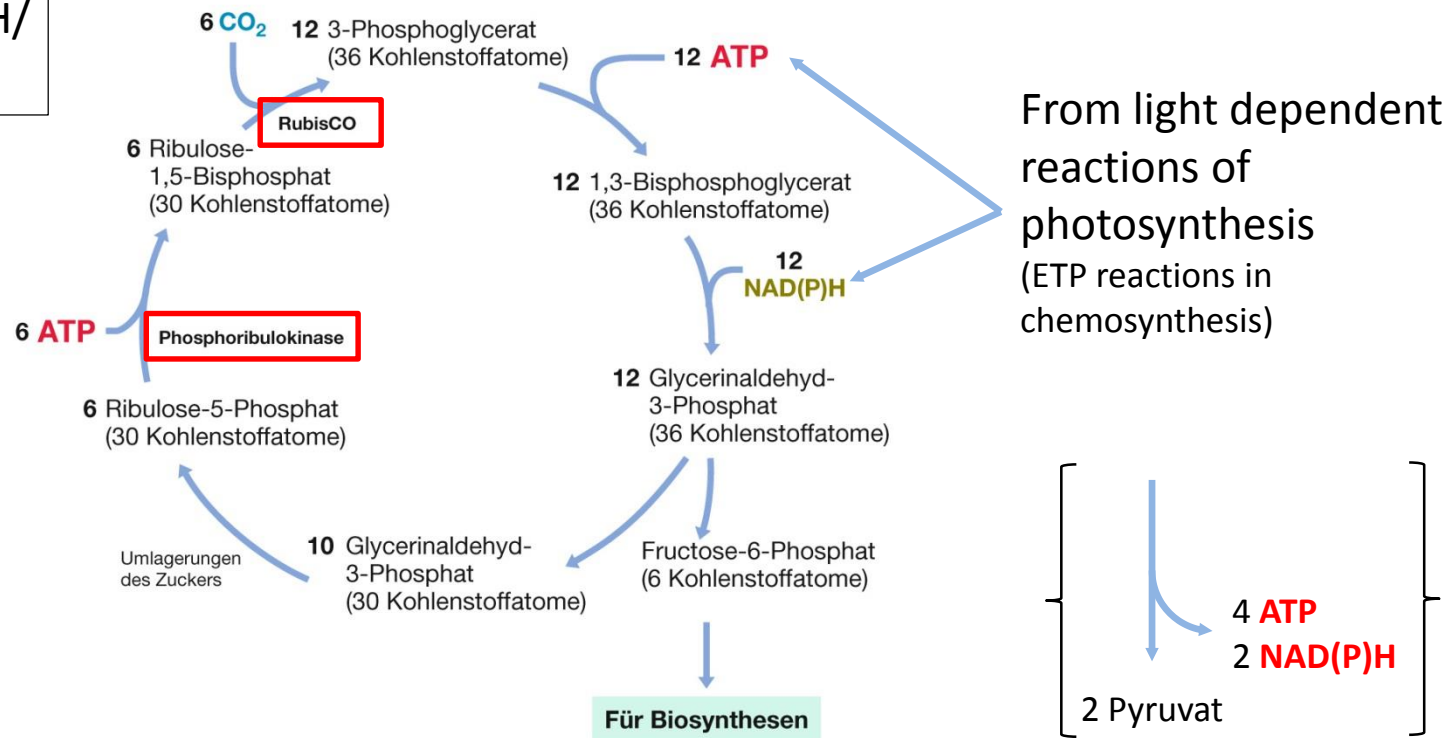 H/
6 CO₂
12 3-Phosphoglycerat
(36 Kohlenstoffatome)
12 ATP
RubisCO
6 Ribulose-
1,5-Bisphosphat
(30 Kohlenstoffatome)
12 1,3-Bisphosphoglycerat
(36 Kohlenstoffatome)
From light dependent
reactions of
photosynthesis
(ETP reactions in
chemosynthesis)
12
NAD(P)H
6 ATP
Phosphoribulokinase
12 Glycerinaldehyd-
3-Phosphat
(36 Kohlenstoffatome)
6 Ribulose-5-Phosphat
(30 Kohlenstoffatome)
Umlagerungen
des Zuckers
10 Glycerinaldehyd-
3-Phosphat
(30 Kohlenstoffatome)
Fructose-6-Phosphat
(6 Kohlenstoffatome)
4 ATP
2 NAD(P)H
2 Pyruvat
Für Biosynthesen